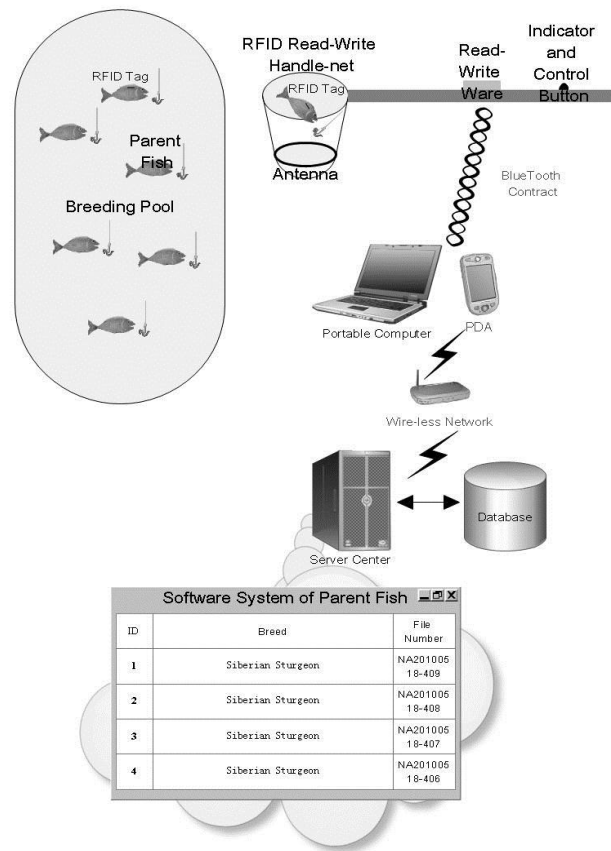 RFID Tag
Parent
Fish
Breeding Pool
RFID Read-Write
Handle-net
RFID Tag
Antenna
Read-
Write
Ware
Indicator
and
Control
Button
BlueTooth
Contract
Portable Computer
PDA
Wire-less Network
Server Center
Database
Software System of Parent Fish
ID Breed File
Number
1 Siberian Sturgeon NA201005
18-409
2 Siberian Sturgeon NA201005
18-408
3 Siberian Sturgeon NA201005
18-407
4 Siberian Sturgeon NA201005
18-406